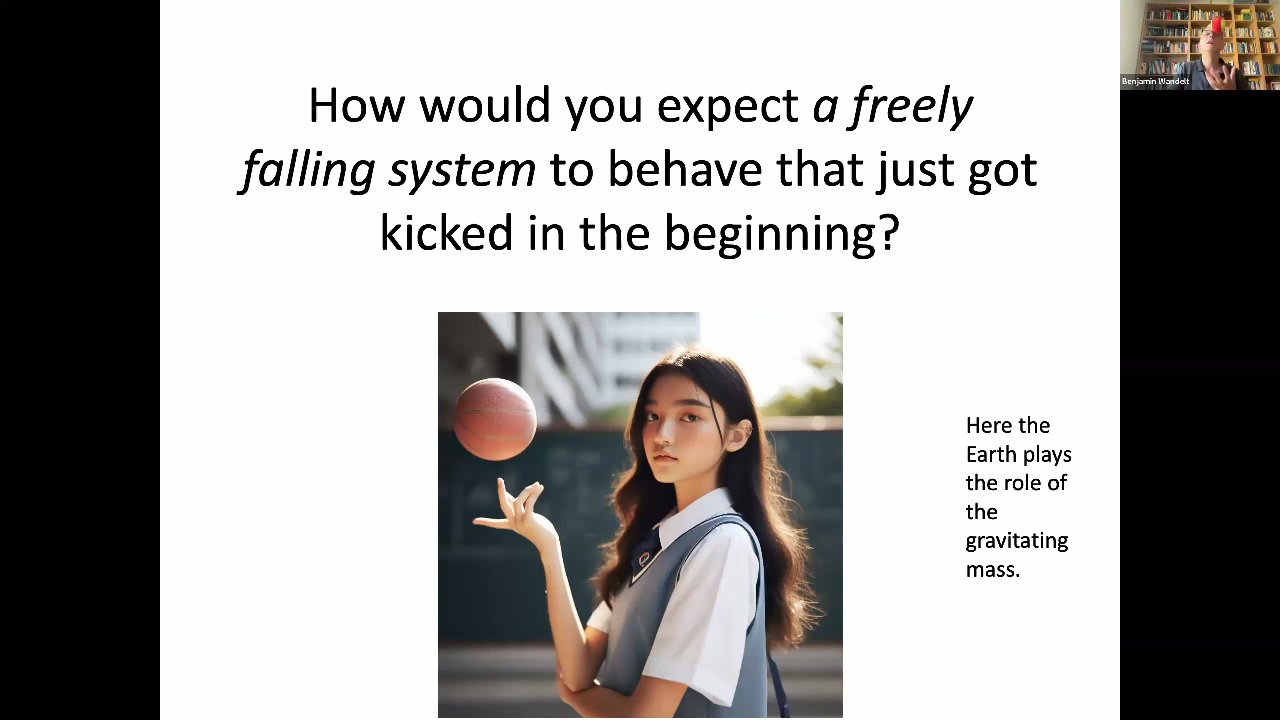 How would you expect a freely
falling system to behave that just got
kicked in the beginning?
Here the
Earth plays
the role of
the
gravitating
mass.
Benjamin Wandelt